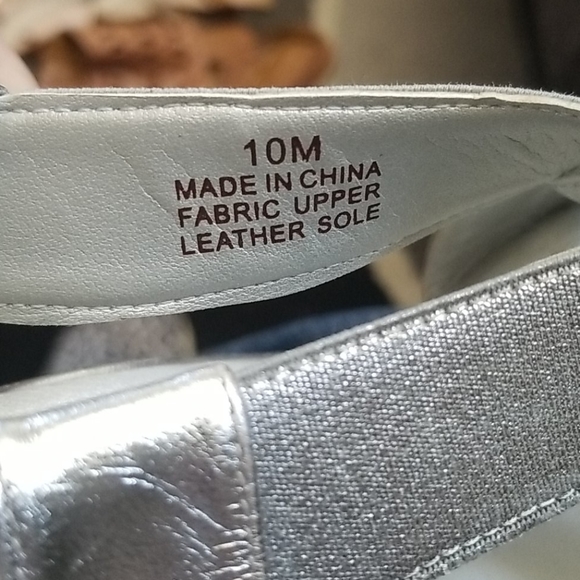 10M
MADE IN CHINA
FABRIC UPPER
LEATHER SOLE